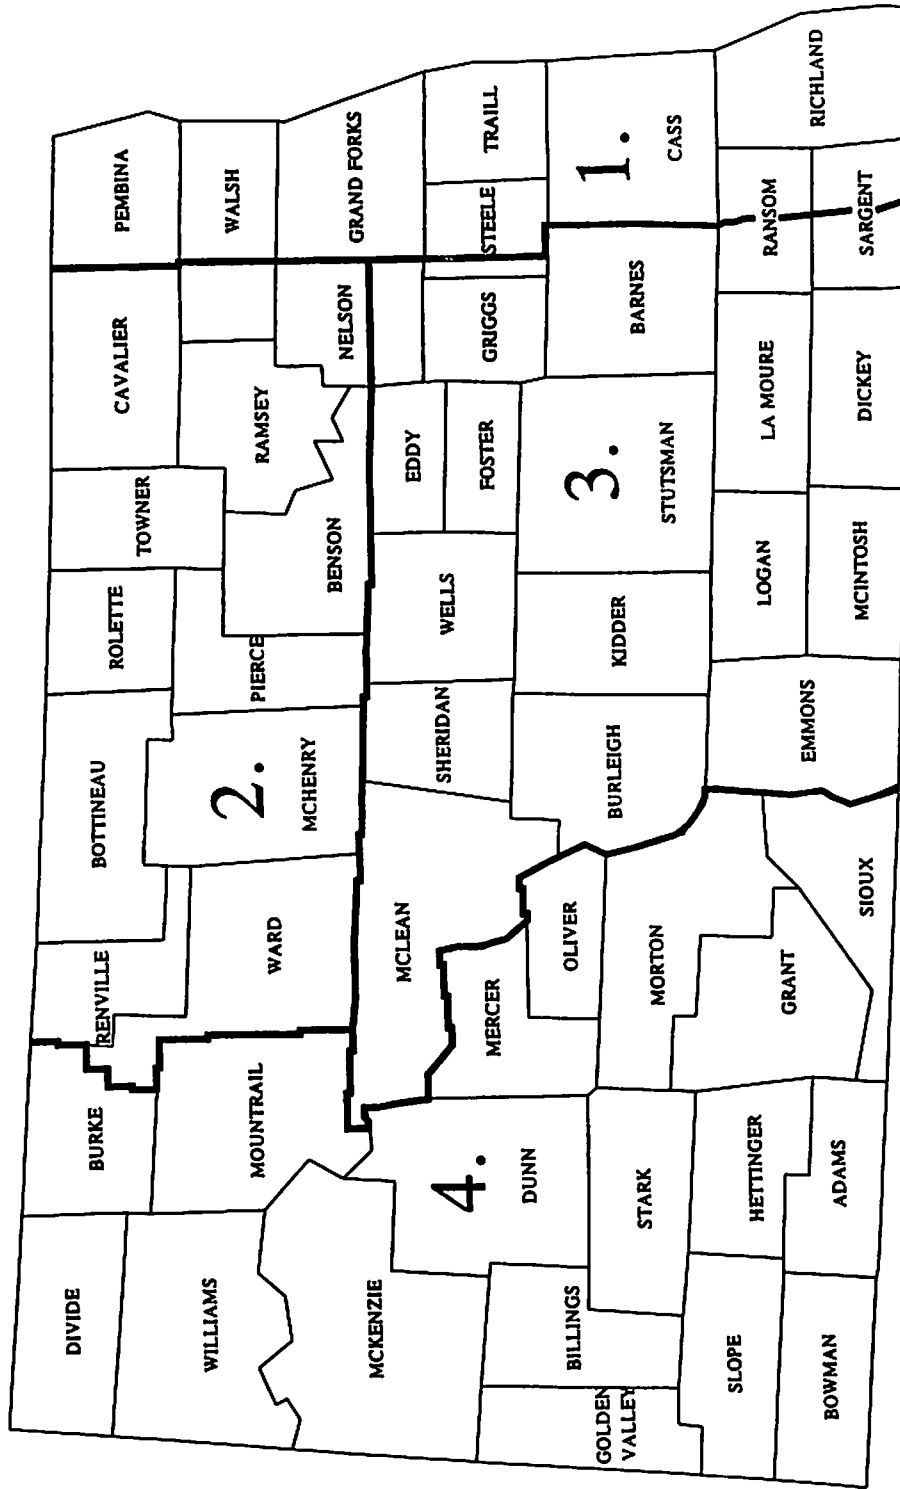 DIVIDE
BURKE
RENVILLE
BOTTINEAU
ROLETTE
TOWNER
CAVALIER
PEMBINA
WILLIAMS
MOUNTRAIL
WARD
2.
MCHENRY
PIERCE
BENSON
RAMSEY
NELSON
WALSH
GRAND FORKS
MCKENZIE
4.
DUNN
MCLEAN
MERCER
OLIVER
SHERIDAN
WELLS
EDDY
FOSTER
GRIGGS
STEELE
TRAILL
GOLDEN
VALLEY
BILLINGS
STARK
MORTON
BURLEIGH
KIDDER
3.
STUTSMAN
BARNES
1.
CASS
SLOPE
HETTINGER
GRANT
BOWMAN
ADAMS
SIOUX
EMMONS
LOGAN
LA MOURE
RANSOM
RICHLAND
MCINTOSH
DICKEY
SARGENT